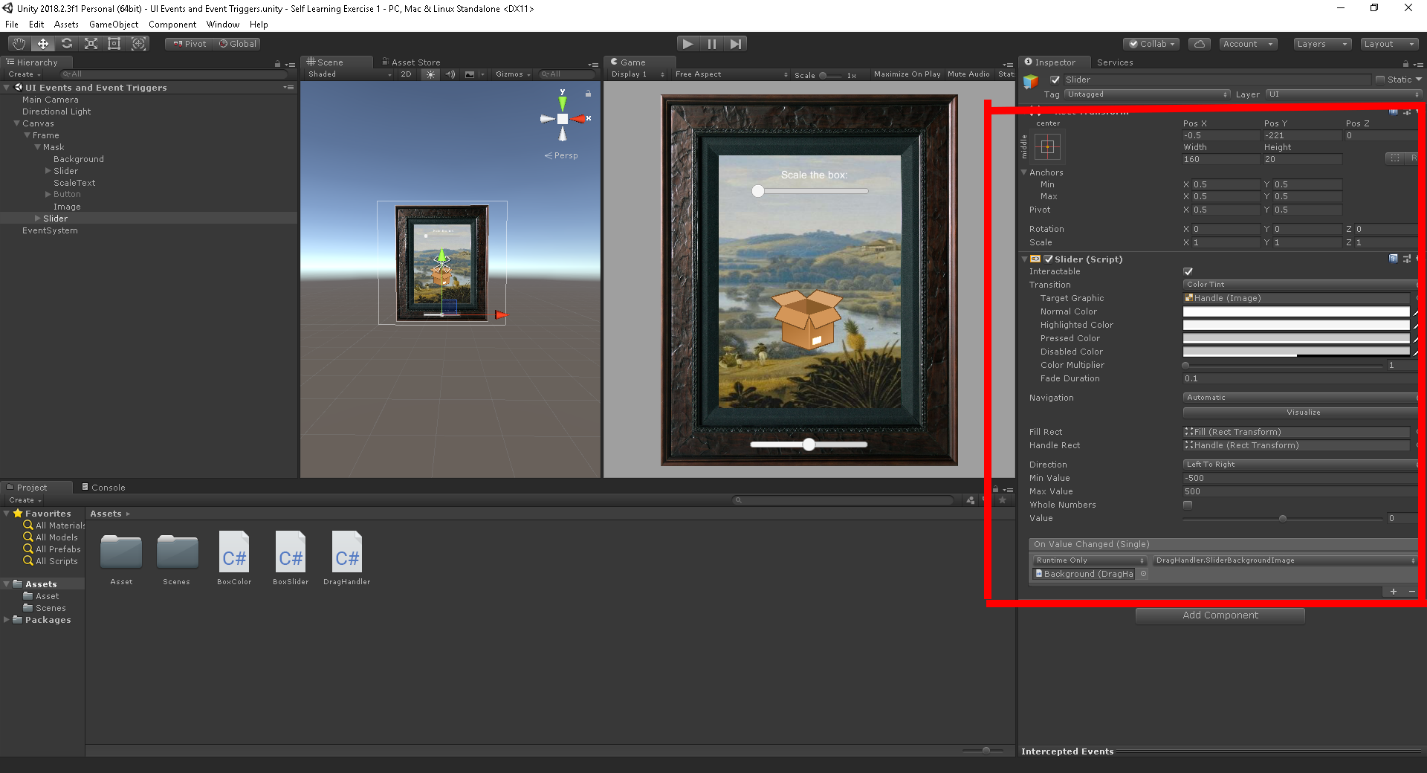 Unity 2018.2.3f1 Personal (64bit) - UI Events and Event Triggers.unity - Self Learning Exercise 1 - PC, Mac & Linux Standalone <DX11>
File Edit Assets GameObject Component Window Help
Pivot Global Collab Account Layers Layout
Hierarchy
Create All
UI Events and Event Triggers
Main Camera
Directional Light
Canvas
Frame
Mask
Background
Slider
ScaleText
Button
Image
Slider
EventSystem
Scene Asset Store
Shaded 2D Gizmos All
y
x
Persp
Game
Display 1 Free Aspect Scale 1x Maximize On Play Mute Audio Stat
Scale the box:
Inspector Services
Slider Static
Tag Untagged Layer UI
center Pos X Pos Y Pos Z
middle -0.5 -221 0
Width Height
160 20
Anchors
Min X 0.5 Y 0.5
Max X 0.5 Y 0.5
Pivot X 0.5 Y 0.5
Rotation X 0 Y 0 Z 0
Scale X 1 Y 1 Z 1
Slider (Script)
Interactable
Transition Color Tint
Target Graphic Handle (Image)
Normal Color
Highlighted Color
Pressed Color
Disabled Color
Color Multiplier 1
Fade Duration 0.1
Navigation Automatic
Visualize
Fill Rect Fill (Rect Transform)
Handle Rect Handle (Rect Transform)
Direction Left To Right
Min Value -500
Max Value 500
Whole Numbers
Value 0
On Value Changed (Single)
Runtime Only DragHandler.SliderBackgroundImage
Background (DragHa
+ −
Add Component
Intercepted Events
Project Console
Create
Favorites
All Materials
All Models
All Prefabs
All Scripts
Assets
Asset
Scenes
Packages
Assets
C# C# C#
Asset Scenes BoxColor BoxSlider DragHandler